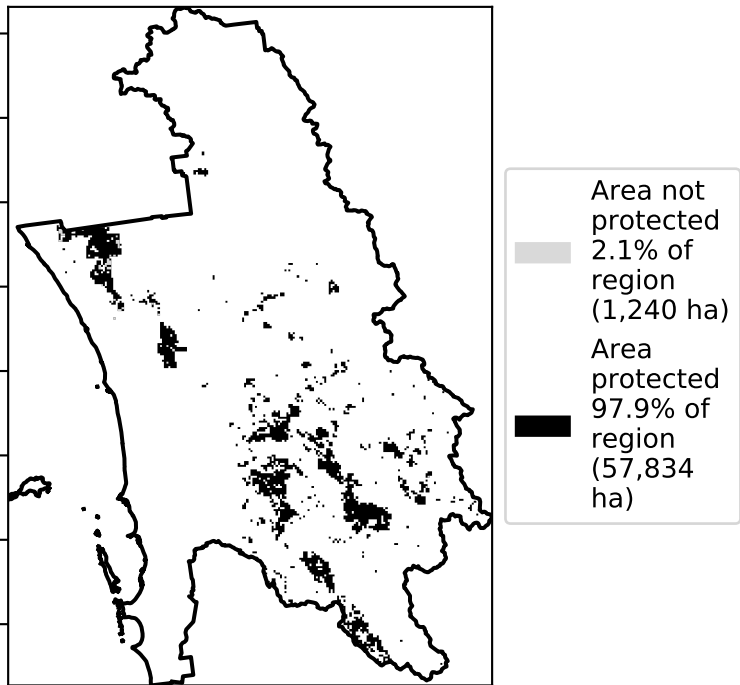 Area not
protected
2.1% of
region
(1,240 ha)
Area
protected
97.9% of
region
(57,834
ha)